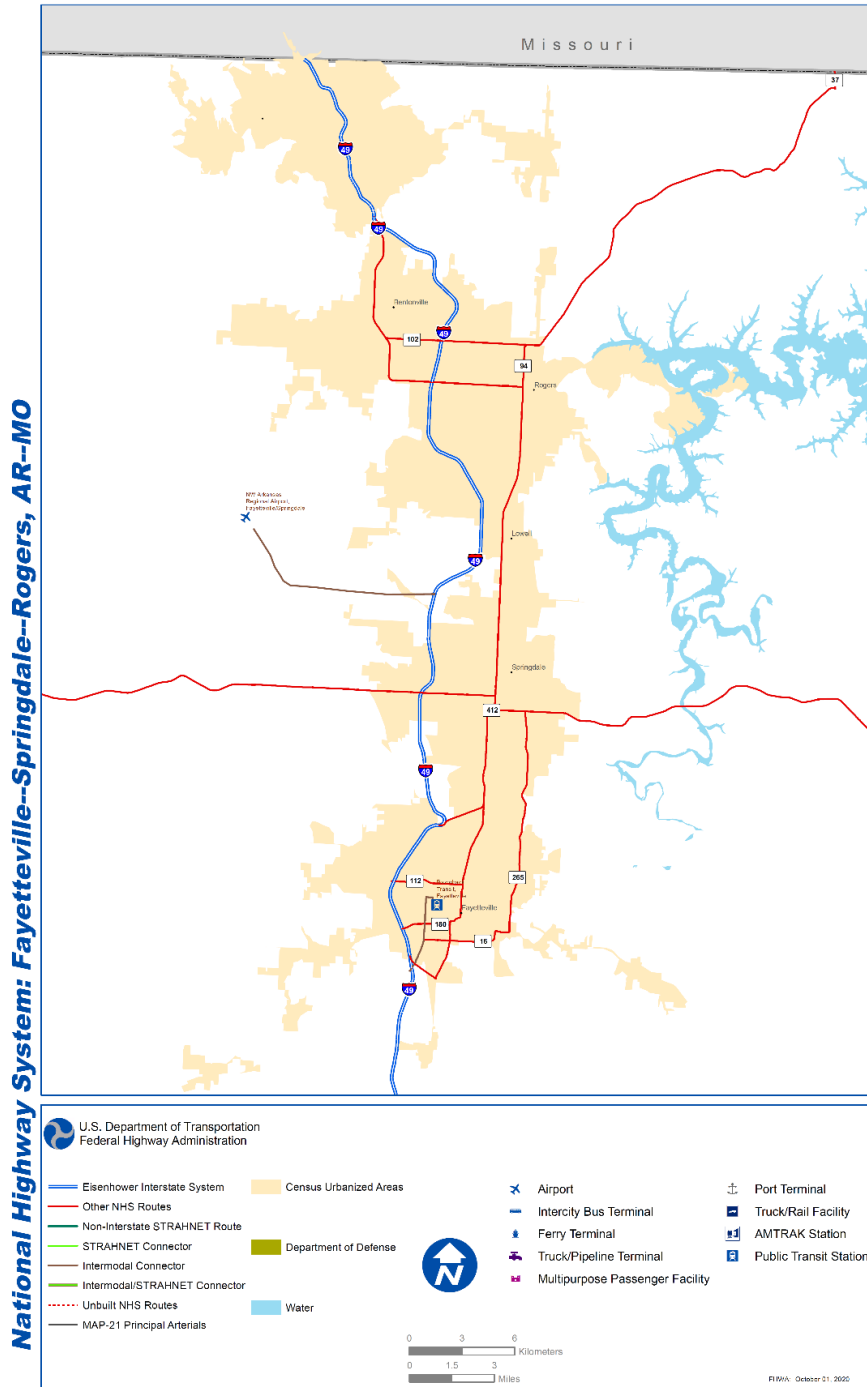 National Highway System: Fayetteville--Springdale--Rogers, AR--MO
Missouri
37
49
49
Bentonville
49
102
94
Rogers
NW Arkansas
Regional Airport,
Fayetteville/Springdale
Lowell
49
Springdale
412
49
265
112
Transit,
Fayetteville
Fayetteville
180
16
49
U.S. Department of Transportation
Federal Highway Administration
Eisenhower Interstate System
Other NHS Routes
Non-Interstate STRAHNET Route
STRAHNET Connector
Intermodal Connector
Intermodal/STRAHNET Connector
Unbuilt NHS Routes
MAP-21 Principal Arterials
Census Urbanized Areas
Department of Defense
Water
N
Airport
Intercity Bus Terminal
Ferry Terminal
Truck/Pipeline Terminal
Multipurpose Passenger Facility
Port Terminal
Truck/Rail Facility
AMTRAK Station
Public Transit Station
0 3 6
Kilometers
0 1.5 3
Miles
FHWA: October 01, 2020